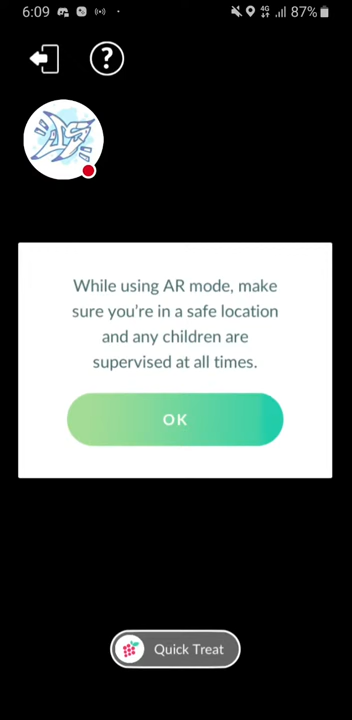 6:09
4G
87%
?
While using AR mode, make
sure you're in a safe location
and any children are
supervised at all times.
OK
Quick Treat